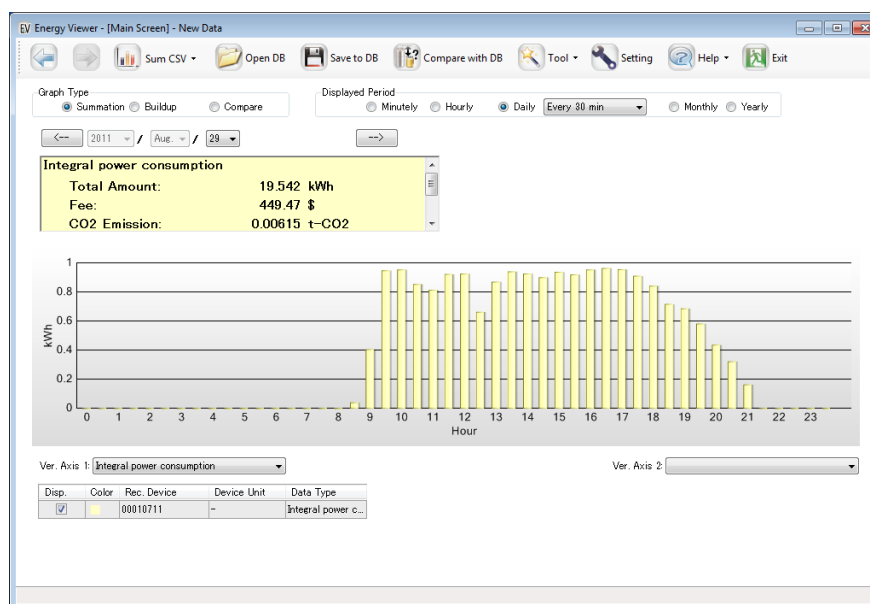 EV Energy Viewer - [Main Screen] - New Data
Sum CSV Open DB Save to DB Compare with DB Tool Setting Help Exit
Graph Type Displayed Period
Summation Buildup Compare Minutely Hourly Daily Every 30 min Monthly Yearly
<-- 2011 / Aug. / 29 -->
Integral power consumption
Total Amount: 19.542 kWh
Fee: 449.47 $
CO2 Emission: 0.00615 t-CO2
1
0.8
0.6
0.4
0.2
0
kWh
0 1 2 3 4 5 6 7 8 9 10 11 12 13 14 15 16 17 18 19 20 21 22 23
Hour
Ver. Axis 1: Integral power consumption Ver. Axis 2:
Disp. Color Rec. Device Device Unit Data Type
00010711 - Integral power c...